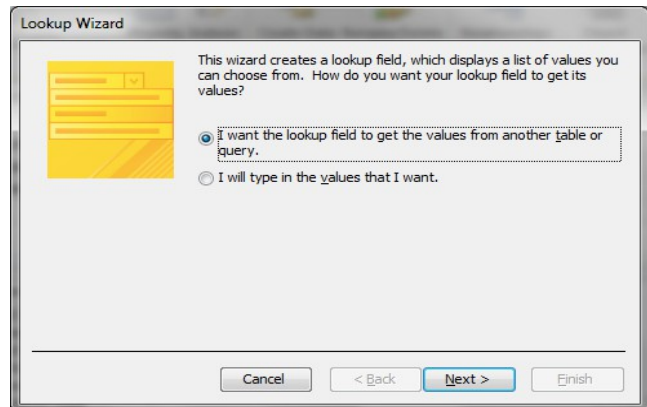 Lookup Wizard
This wizard creates a lookup field, which displays a list of values you
can choose from. How do you want your lookup field to get its
values?
I want the lookup field to get the values from another table or
query.
I will type in the values that I want.
Cancel
< Back
Next >
Finish